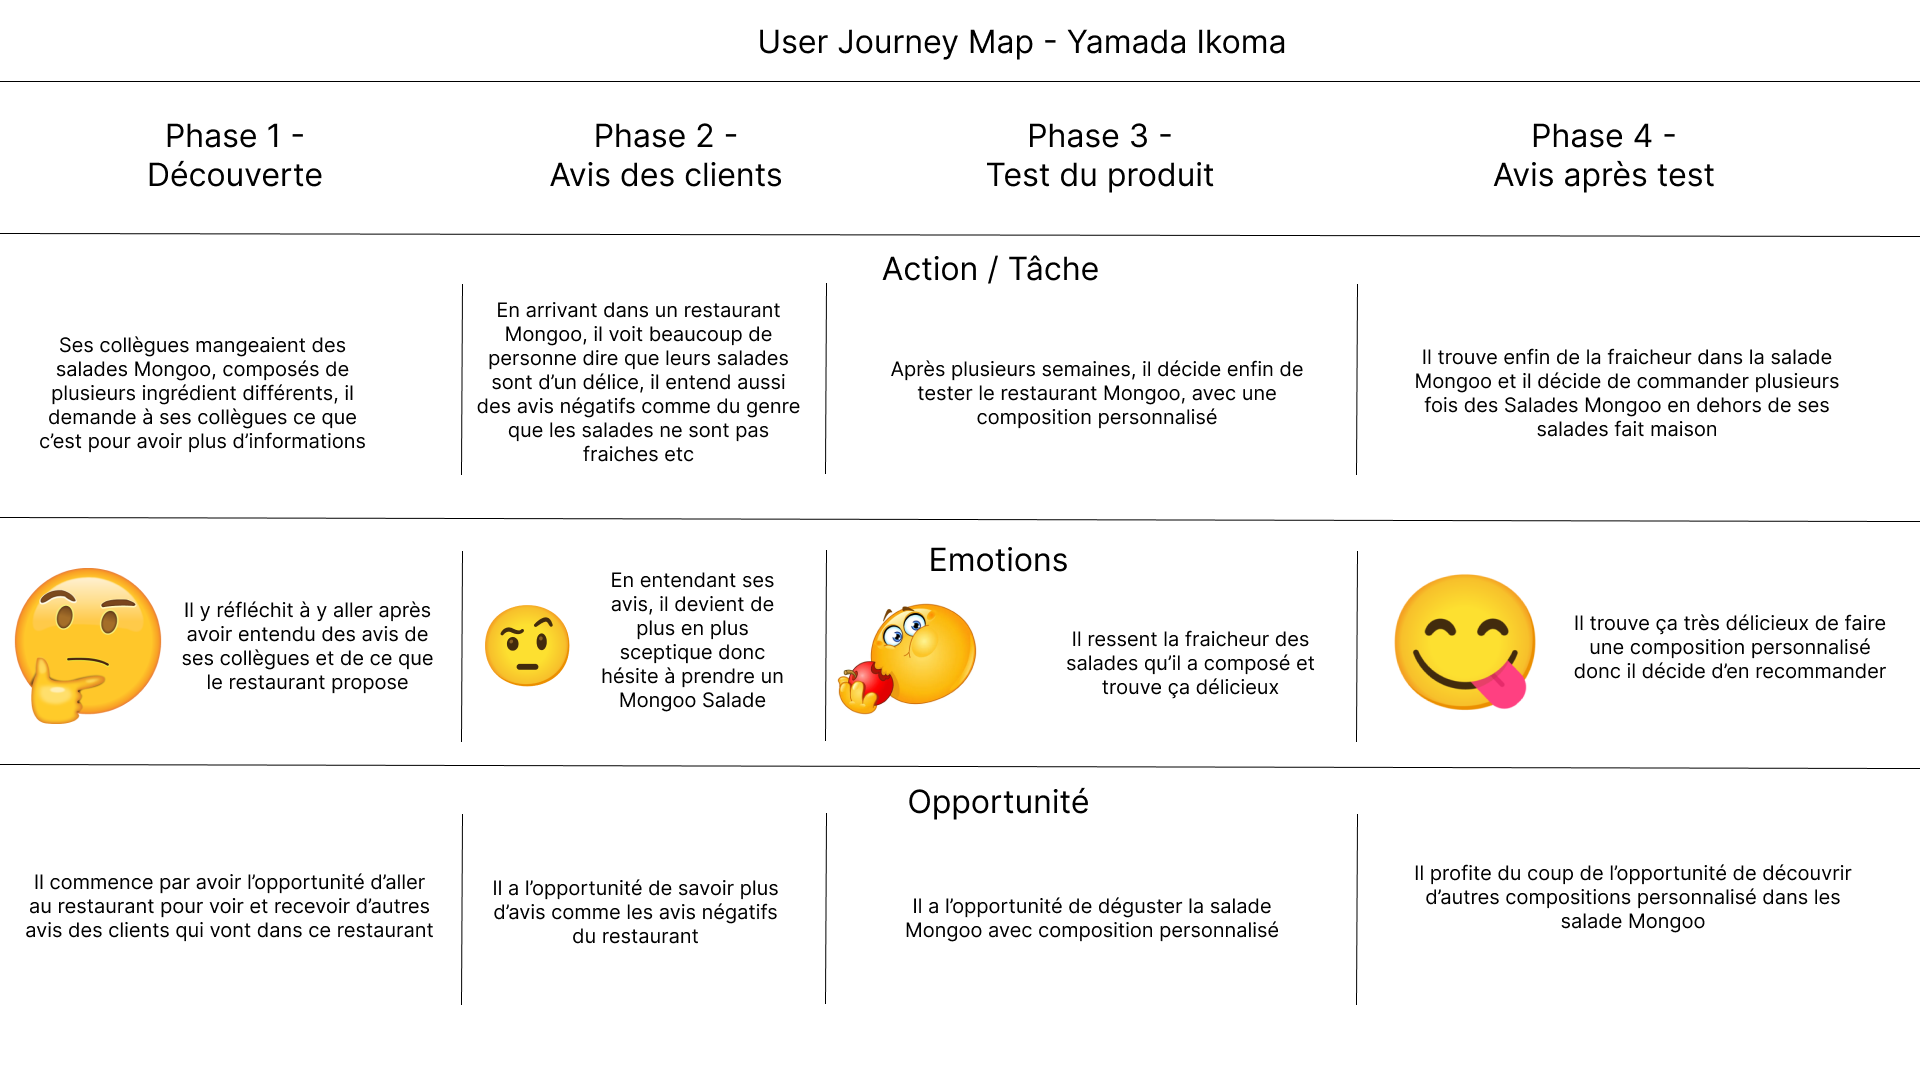 User Journey Map - Yamada Ikoma
Phase 1 -
Découverte
Phase 2 -
Avis des clients
Phase 3 -
Test du produit
Phase 4 -
Avis après test
Action / Tâche
Ses collègues mangeaient des
salades Mongoo, composés de
plusieurs ingrédient différents, il
demande à ses collègues ce que
c'est pour avoir plus d'informations
En arrivant dans un restaurant
Mongoo, il voit beaucoup de
personne dire que leurs salades
sont d'un délice, il entend aussi
des avis négatifs comme du genre
que les salades ne sont pas
fraiches etc
Après plusieurs semaines, il décide enfin de
tester le restaurant Mongoo, avec une
composition personnalisé
Il trouve enfin de la fraicheur dans la salade
Mongoo et il décide de commander plusieurs
fois des Salades Mongoo en dehors de ses
salades fait maison
Emotions
Il y réfléchit à y aller après
avoir entendu des avis de
ses collègues et de ce que
le restaurant propose
En entendant ses
avis, il devient de
plus en plus
sceptique donc
hésite à prendre un
Mongoo Salade
Il ressent la fraicheur des
salades qu'il a composé et
trouve ça délicieux
Il trouve ça très délicieux de faire
une composition personnalisé
donc il décide d'en recommander
Opportunité
Il commence par avoir l'opportunité d'aller
au restaurant pour voir et recevoir d'autres
avis des clients qui vont dans ce restaurant
Il a l'opportunité de savoir plus
d'avis comme les avis négatifs
du restaurant
Il a l'opportunité de déguster la salade
Mongoo avec composition personnalisé
Il profite du coup de l'opportunité de découvrir
d'autres compositions personnalisé dans les
salade Mongoo